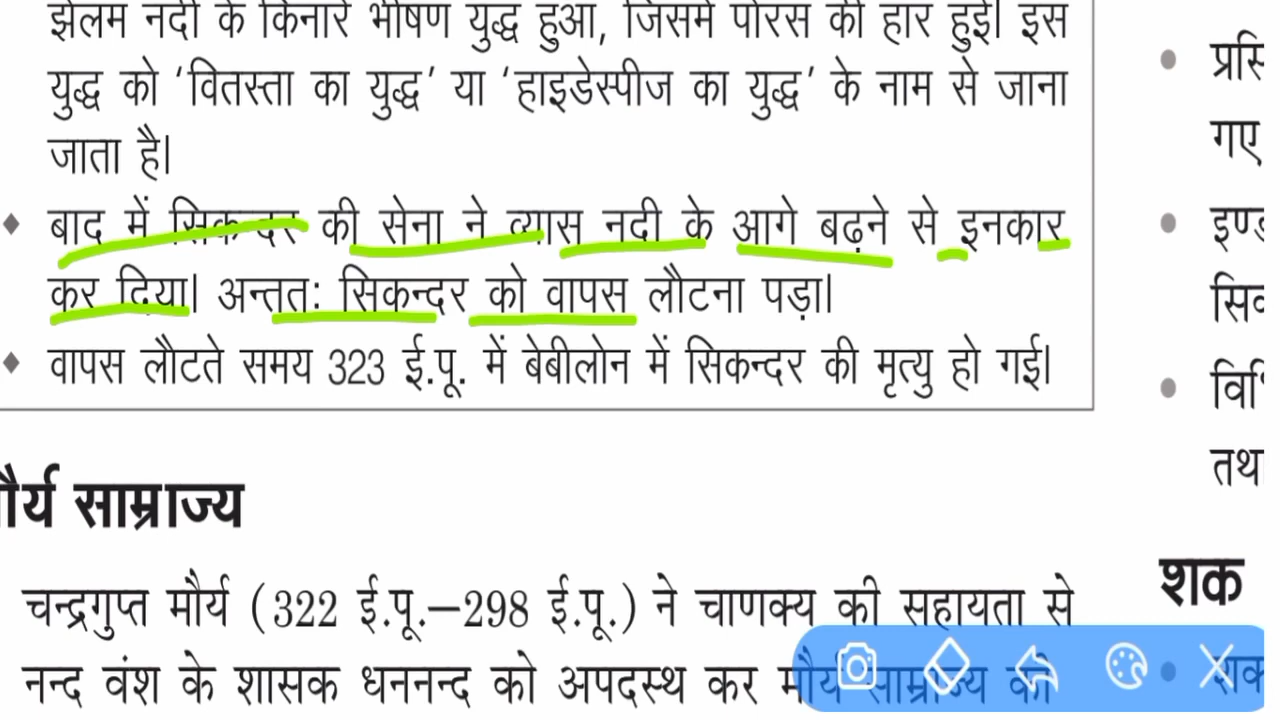 झेलम नदी के किनारे भीषण युद्ध हुआ, जिसमें पोरस की हार हुई। इस
युद्ध को ‘वितस्ता का युद्ध’ या ‘हाइडेस्पीज का युद्ध’ के नाम से जाना
जाता है।
♦ बाद में सिकन्दर की सेना ने व्यास नदी के आगे बढ़ने से इनकार
कर दिया। अन्ततः सिकन्दर को वापस लौटना पड़ा।
♦ वापस लौटते समय 323 ई.पू. में बेबीलोन में सिकन्दर की मृत्यु हो गई।
मौर्य साम्राज्य
चन्द्रगुप्त मौर्य (322 ई.पू.–298 ई.पू.) ने चाणक्य की सहायता से
नन्द वंश के शासक धननन्द को अपदस्थ कर मौर्य साम्राज्य की
गए
तथा
शक
• शक